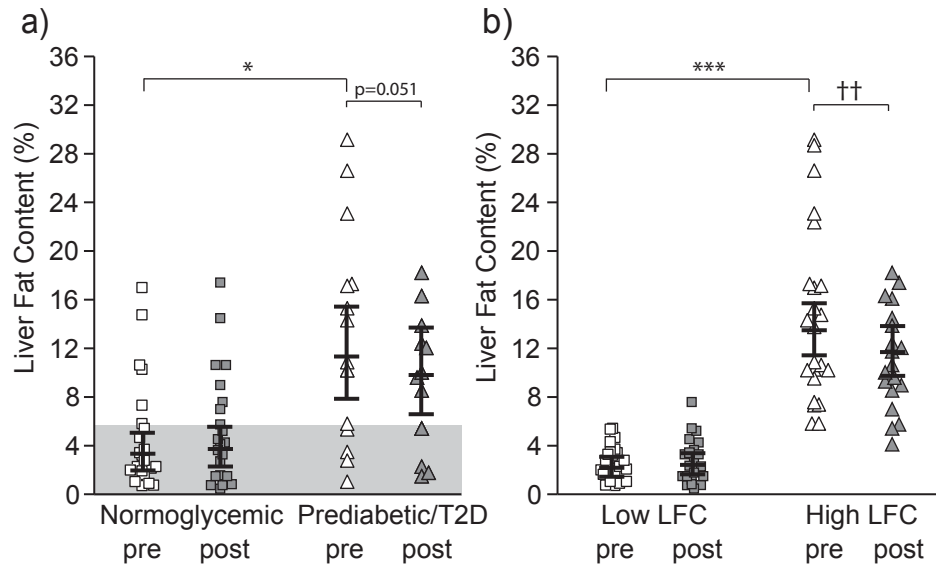 a)
36
32
28
24
20
16
12
8
4
0
Liver Fat Content (%)
*
p=0.051
Normoglycemic Prediabetic/T2D
pre post pre post
b)
36
32
28
24
20
16
12
8
4
0
Liver Fat Content (%)
***
††
Low LFC High LFC
pre post pre post